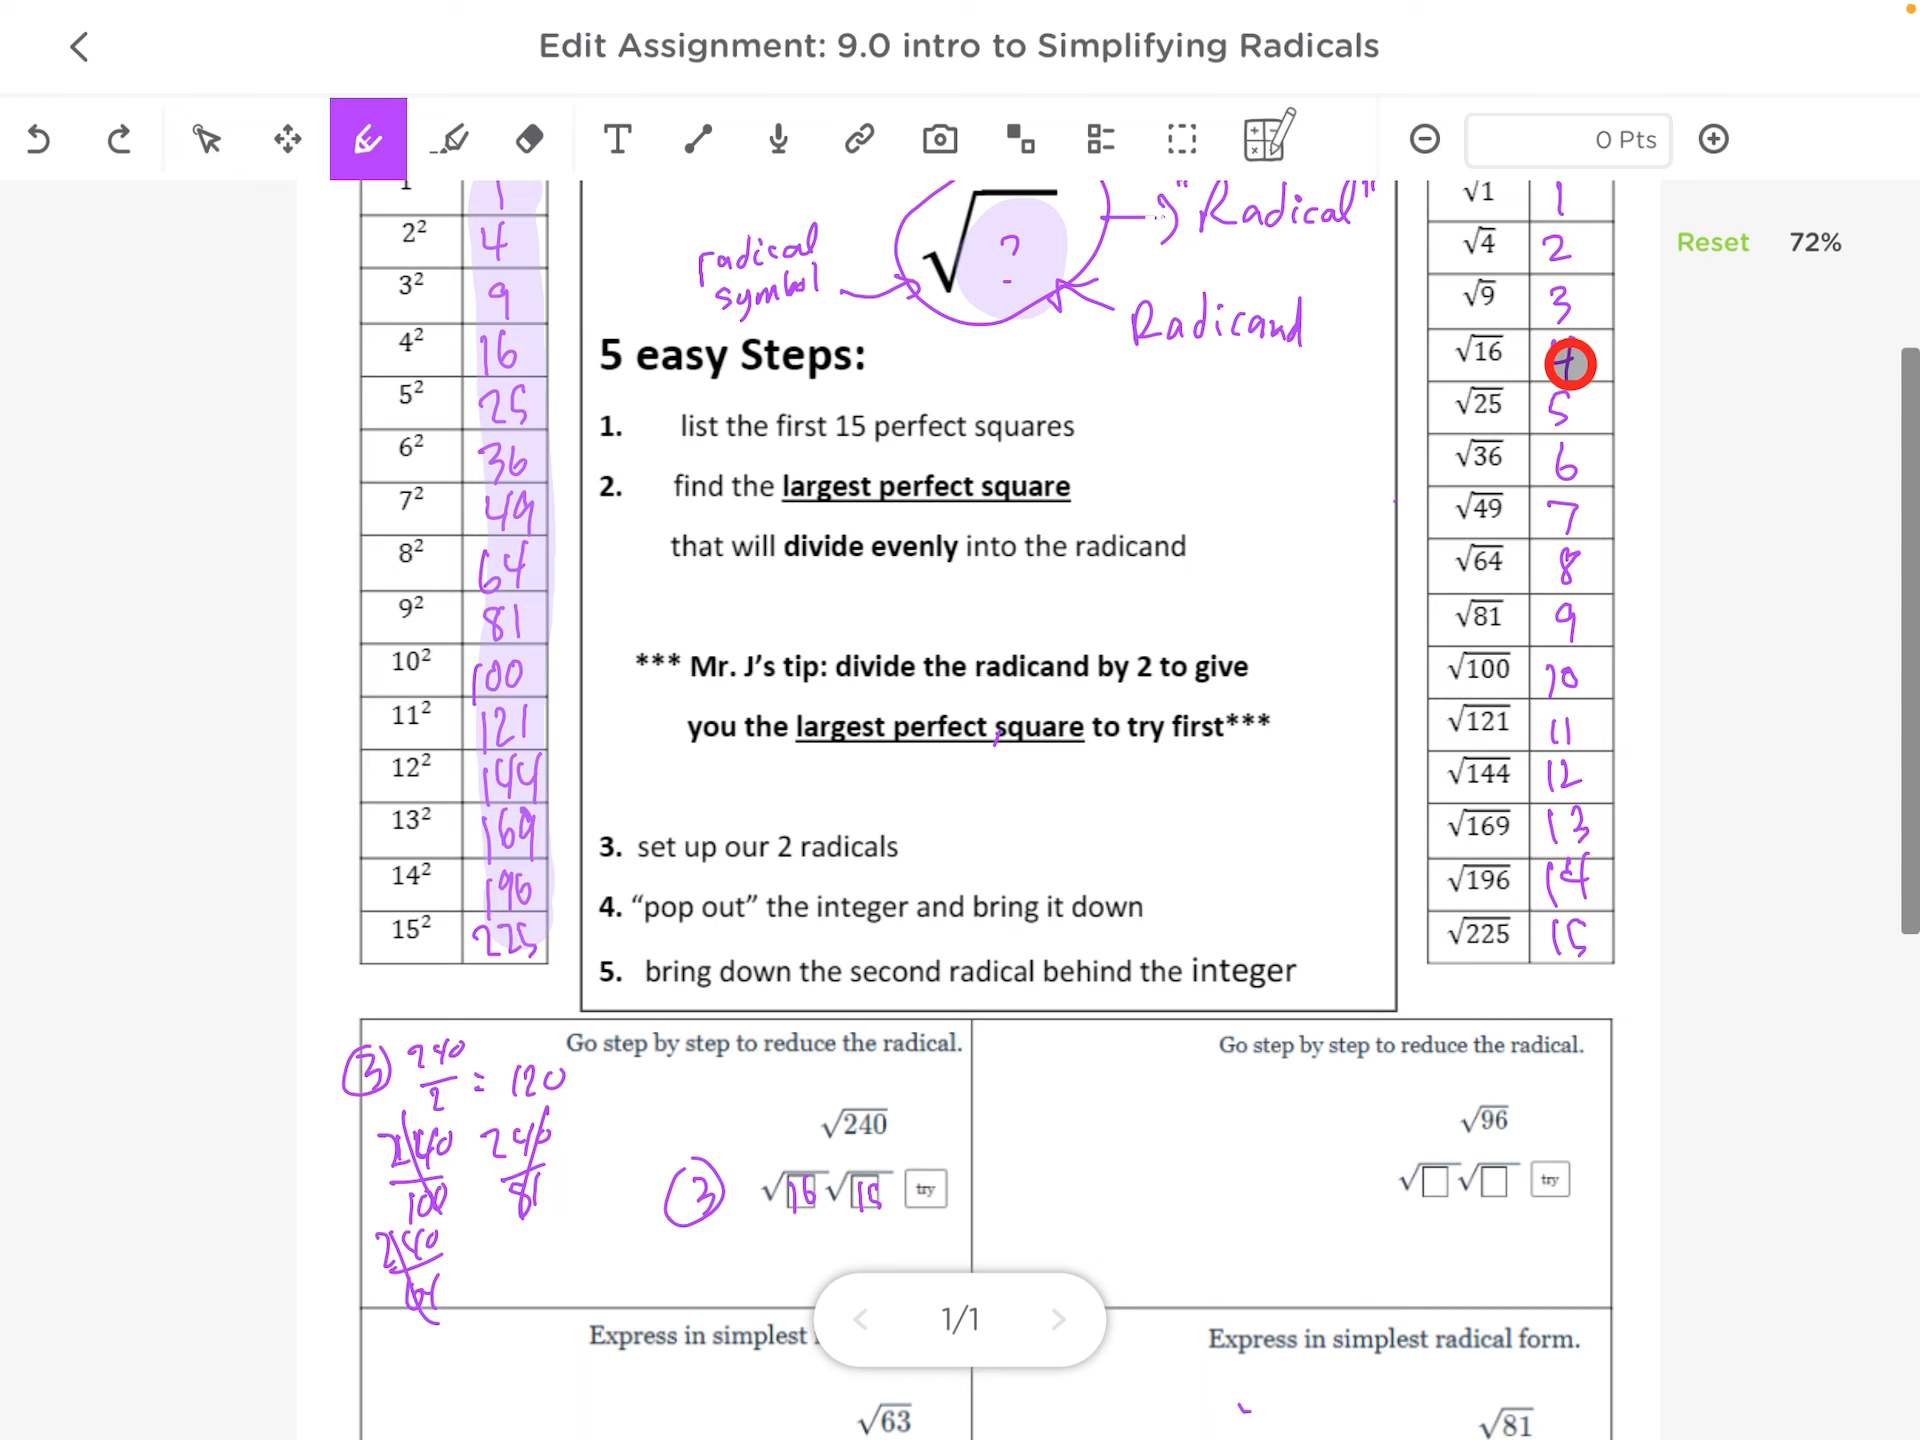 Edit Assignment: 9.0 intro to Simplifying Radicals
T
0 Pts
Reset 72%
1 1
2² 4
3² 9
4² 16
5² 25
6² 36
7² 49
8² 64
9² 81
10² 100
11² 121
12² 144
13² 169
14² 196
15² 225
radical
symbol
√?
"Radical"
Radicand
5 easy Steps:
1. list the first 15 perfect squares
2. find the largest perfect square
that will divide evenly into the radicand
*** Mr. J's tip: divide the radicand by 2 to give
you the largest perfect square to try first***
3. set up our 2 radicals
4. “pop out” the integer and bring it down
5. bring down the second radical behind the integer
√1 1
√4 2
√9 3
√16 4
√25 5
√36 6
√49 7
√64 8
√81 9
√100 10
√121 11
√144 12
√169 13
√196 14
√225 15
Go step by step to reduce the radical.
3 240/2 = 120
240/100 240/81
240/64
√240
3 √16 √15 try
Go step by step to reduce the radical.
√96
√ √ try
Express in simplest
√63
1/1
Express in simplest radical form.
√81